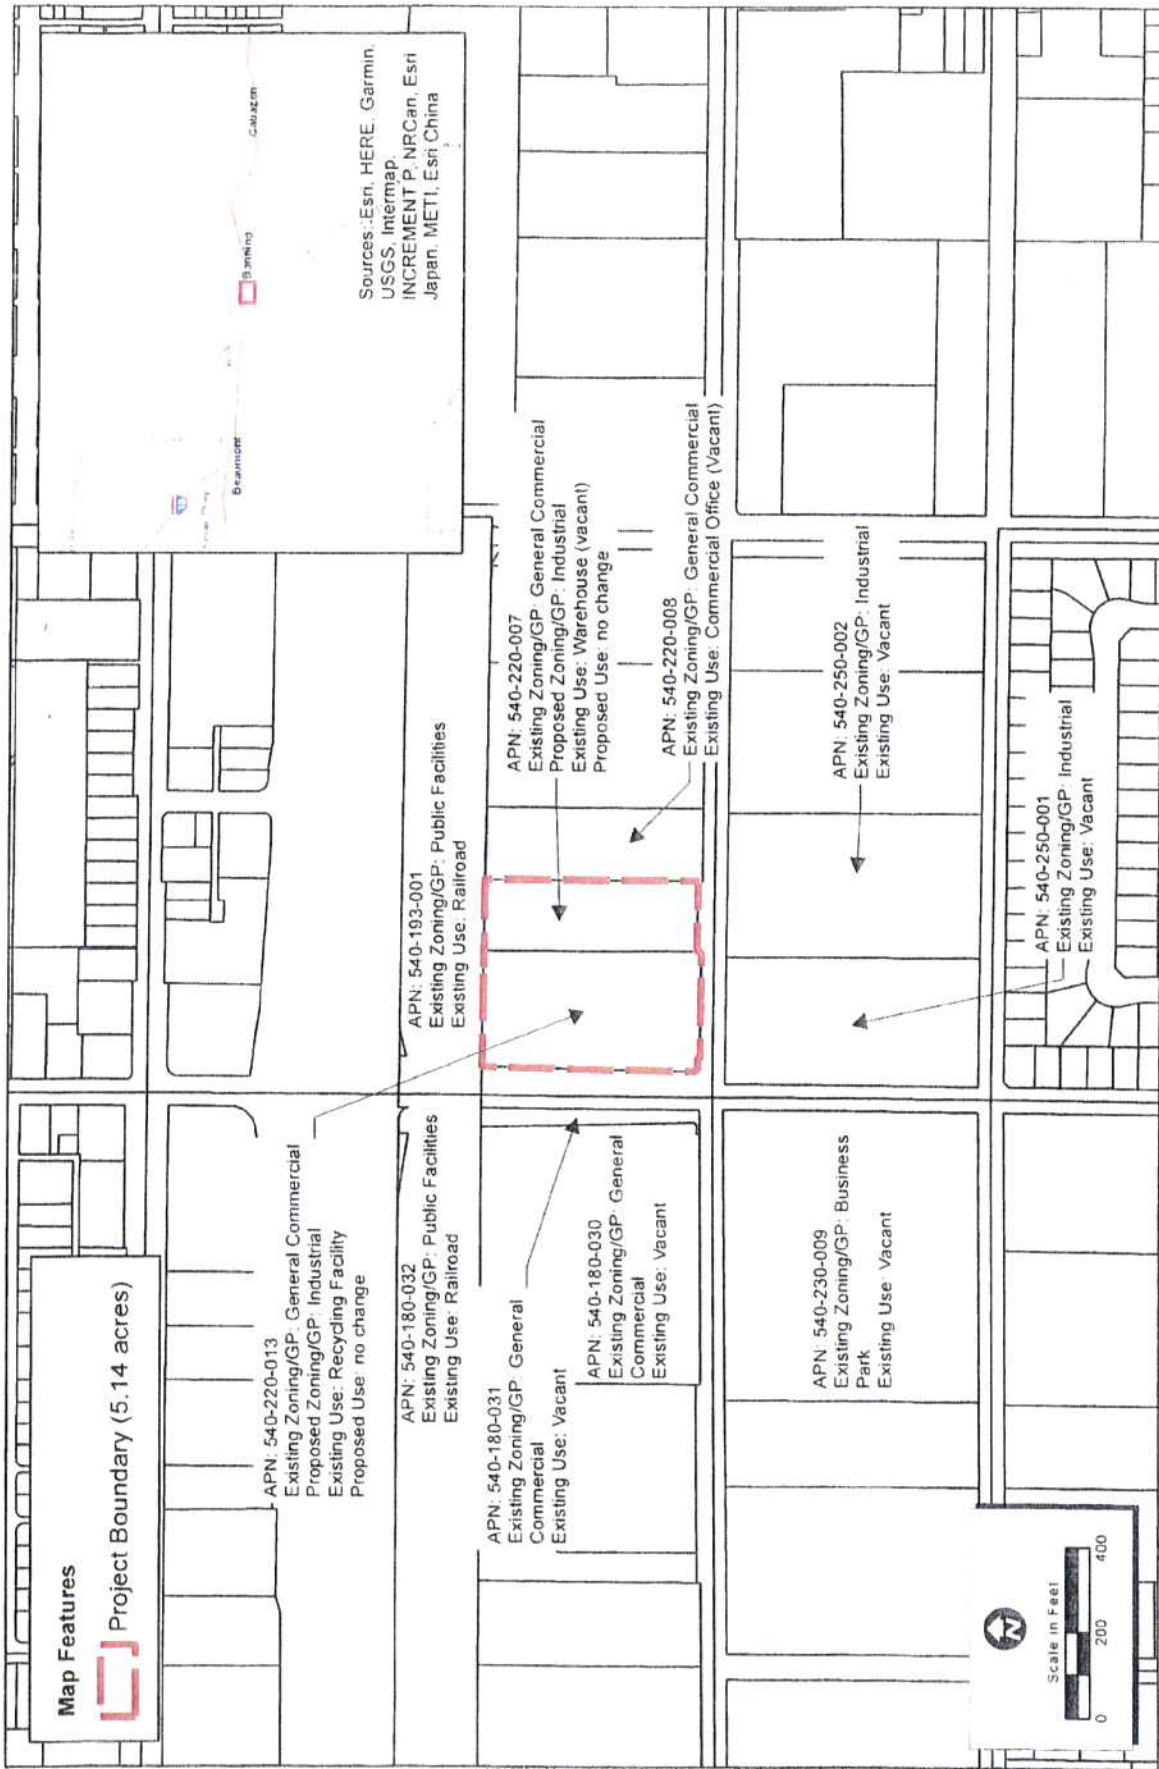 Map Features
Project Boundary (5.14 acres)
APN: 540-220-013
Existing Zoning/GP: General Commercial
Proposed Zoning/GP: Industrial
Existing Use: Recycling Facility
Proposed Use: no change
APN: 540-180-032
Existing Zoning/GP: Public Facilities
Existing Use: Railroad
APN: 540-193-001
Existing Zoning/GP: Public Facilities
Existing Use: Railroad
APN: 540-180-031
Existing Zoning/GP: General
Commercial
Existing Use: Vacant
APN: 540-180-030
Existing Zoning/GP: General
Commercial
Existing Use: Vacant
APN: 540-220-007
Existing Zoning/GP: General Commercial
Proposed Zoning/GP: Industrial
Existing Use: Warehouse (vacant)
Proposed Use: no change
APN: 540-220-008
Existing Zoning/GP: General Commercial
Existing Use: Commercial Office (Vacant)
APN: 540-230-009
Existing Zoning/GP: Business
Park
Existing Use: Vacant
APN: 540-250-002
Existing Zoning/GP: Industrial
Existing Use: Vacant
APN: 540-250-001
Existing Zoning/GP: Industrial
Existing Use: Vacant
Beaumont
Banning
Cabazon
Sources: Esri, HERE, Garmin,
USGS, Intermap,
INCREMENT P, NRCan, Esri
Japan, METI, Esri China
N
Scale in Feet
0 200 400